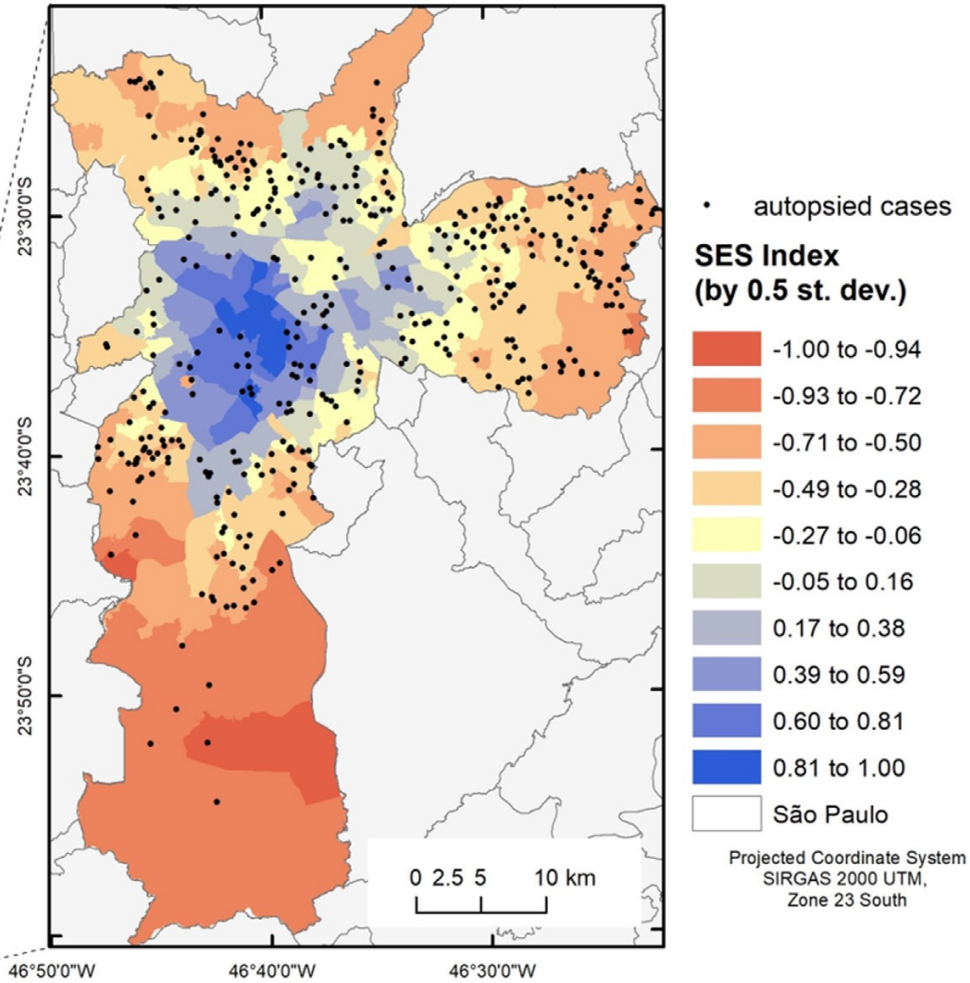 23°30'0"S
23°40'0"S
23°50'0"S
46°50'0"W
46°40'0"W
46°30'0"W
0 2.5 5 10 km
autopsied cases
SES Index
(by 0.5 st. dev.)
-1.00 to -0.94
-0.93 to -0.72
-0.71 to -0.50
-0.49 to -0.28
-0.27 to -0.06
-0.05 to 0.16
0.17 to 0.38
0.39 to 0.59
0.60 to 0.81
0.81 to 1.00
São Paulo
Projected Coordinate System
SIRGAS 2000 UTM,
Zone 23 South